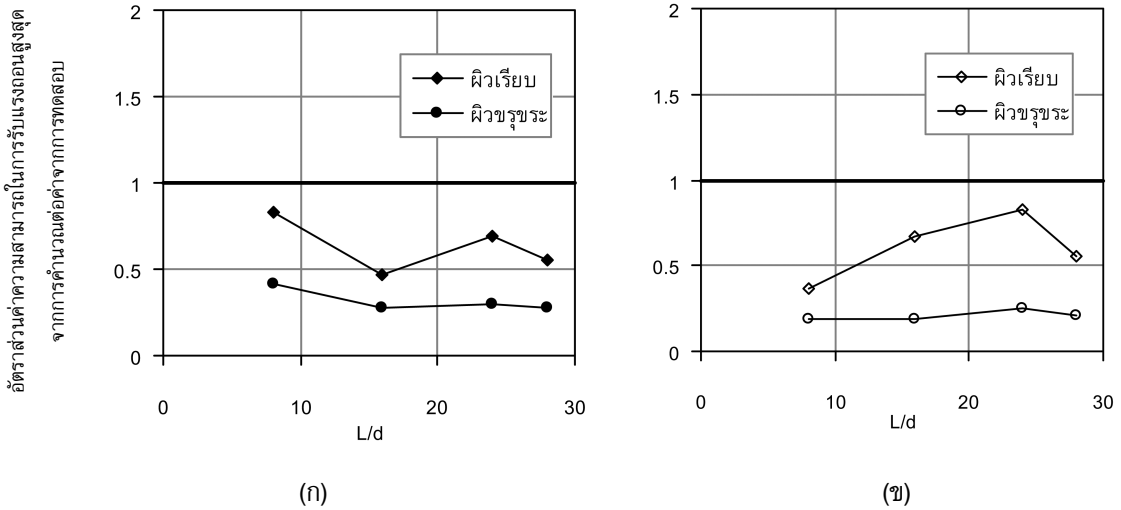 อัตราส่วนค่าความสามารถในการรับแรงถอนสูงสุด
จากการคำนวณต่อค่าจากการทดสอบ
2
1.5
1
0.5
0
0
10
20
30
L/d
ผิวเรียบ
ผิวขรุขระ
(ก)
2
1.5
1
0.5
0
0
10
20
30
L/d
ผิวเรียบ
ผิวขรุขระ
(ข)